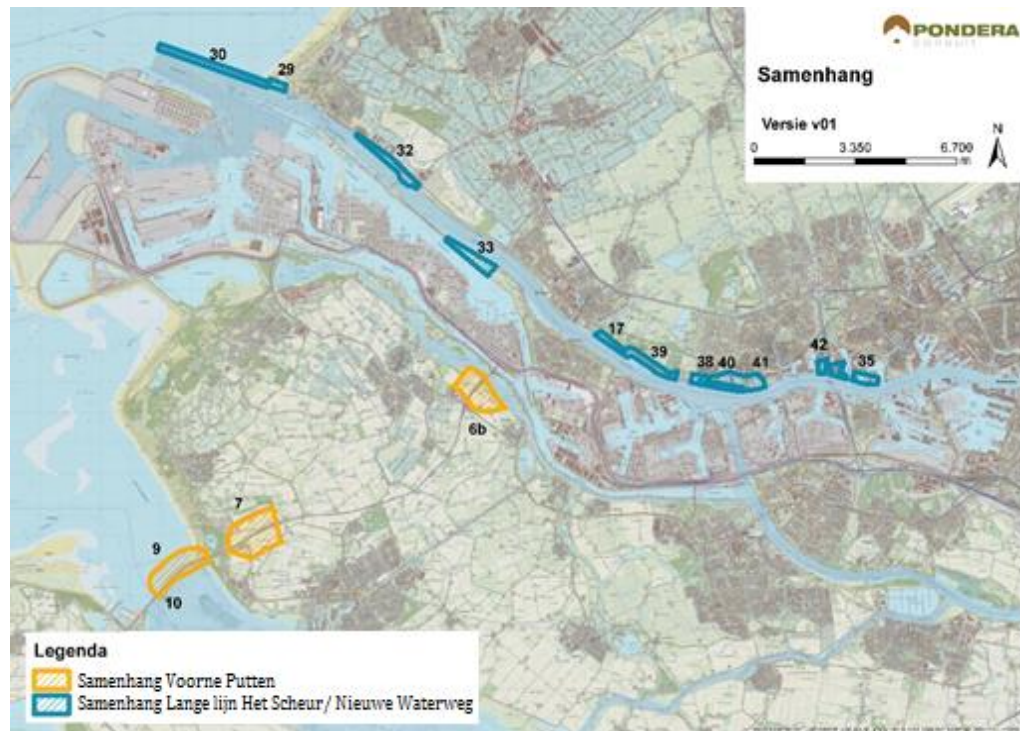 PONDERA
CONSULT
Samenhang
Versie v01
N
0 3.350 6.700
m
30
29
32
33
17
39
38 40 41
42
35
6b
7
9
10
Legenda
Samenhang Voorne Putten
Samenhang Lange lijn Het Scheur/ Nieuwe Waterweg